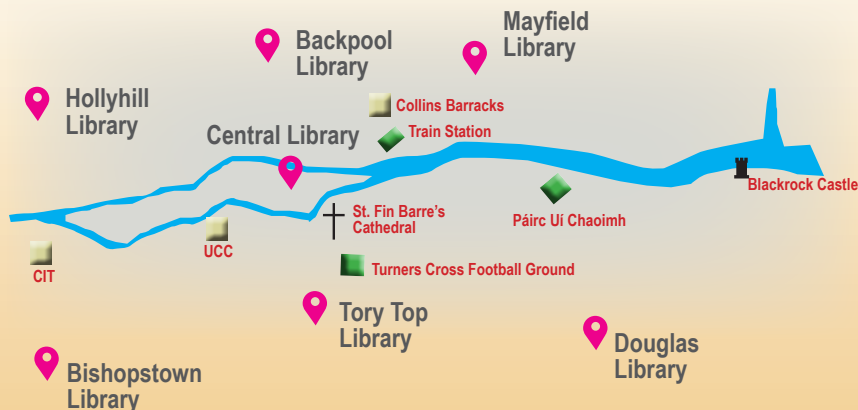 Mayfield
Library
Backpool
Library
Hollyhill
Library
Collins Barracks
Central Library
Train Station
Blackrock Castle
St. Fin Barre's
Cathedral
Páirc Uí Chaoimh
UCC
CIT
Turners Cross Football Ground
Tory Top
Library
Douglas
Library
Bishopstown
Library